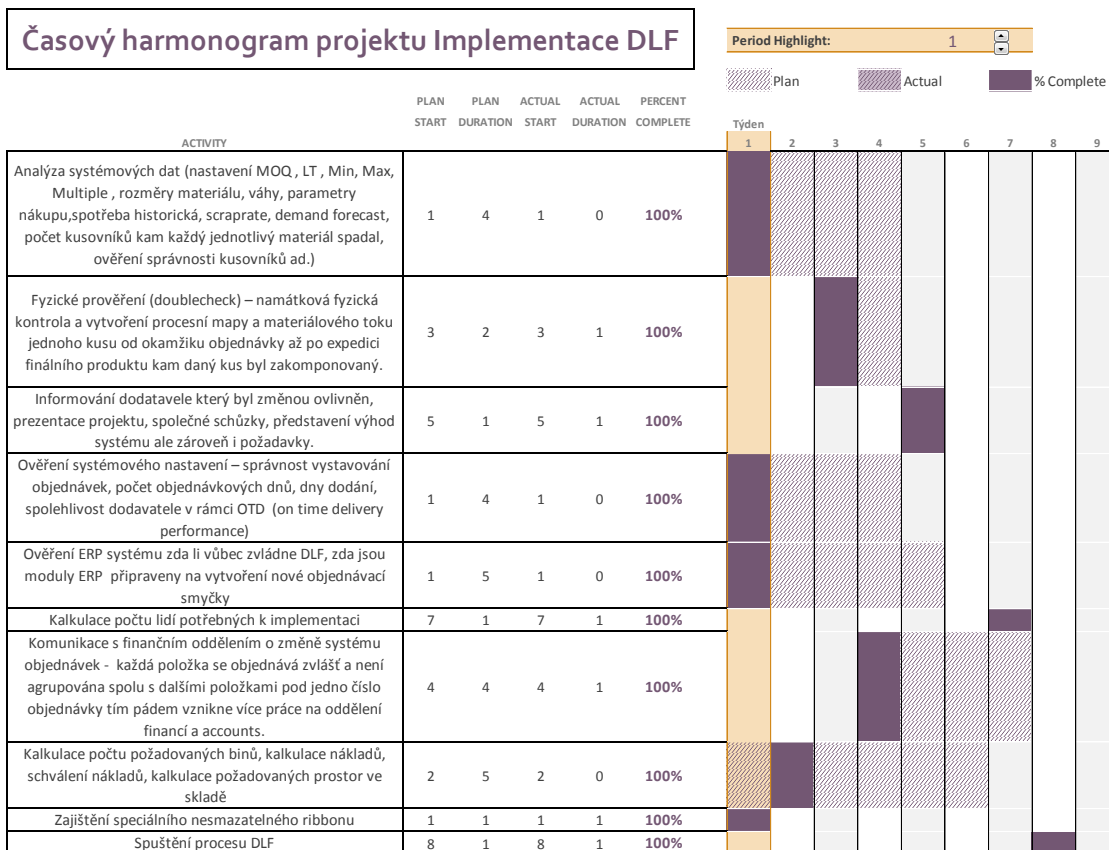 Časový harmonogram projektu Implementace DLF
Period Highlight: 1
Plan Actual % Complete
PLAN PLAN ACTUAL ACTUAL PERCENT
START DURATION START DURATION COMPLETE Týden
ACTIVITY 1 2 3 4 5 6 7 8 9
Analýza systémových dat (nastavení MOQ , LT , Min, Max,
Multiple , rozměry materiálu, váhy, parametry
nákupu,spotřeba historická, scraprate, demand forecast,
počet kusovníků kam každý jednotlivý materiál spadal,
ověření správnosti kusovníků ad.)
1 4 1 0 100%
Fyzické prověření (doublecheck) – namátková fyzická
kontrola a vytvoření procesní mapy a materiálového toku
jednoho kusu od okamžiku objednávky až po expedici
finálního produktu kam daný kus byl zakomponovaný.
3 2 3 1 100%
Informování dodavatele který byl změnou ovlivněn,
prezentace projektu, společné schůzky, představení výhod
systému ale zároveň i požadavky.
5 1 5 1 100%
Ověření systémového nastavení – správnost vystavování
objednávek, počet objednávkových dnů, dny dodání,
spolehlivost dodavatele v rámci OTD (on time delivery
performance)
1 4 1 0 100%
Ověření ERP systému zda li vůbec zvládne DLF, zda jsou
moduly ERP připraveny na vytvoření nové objednávací
smyčky
1 5 1 0 100%
Kalkulace počtu lidí potřebných k implementaci 7 1 7 1 100%
Komunikace s finančním oddělením o změně systému
objednávek - každá položka se objednává zvlášť a není
agrupována spolu s dalšími položkami pod jedno číslo
objednávky tím pádem vznikne více práce na oddělení
financí a accounts.
4 4 4 1 100%
Kalkulace počtu požadovaných binů, kalkulace nákladů,
schválení nákladů, kalkulace požadovaných prostor ve
skladě
2 5 2 0 100%
Zajištění speciálního nesmazatelného ribbonu 1 1 1 1 100%
Spuštění procesu DLF 8 1 8 1 100%